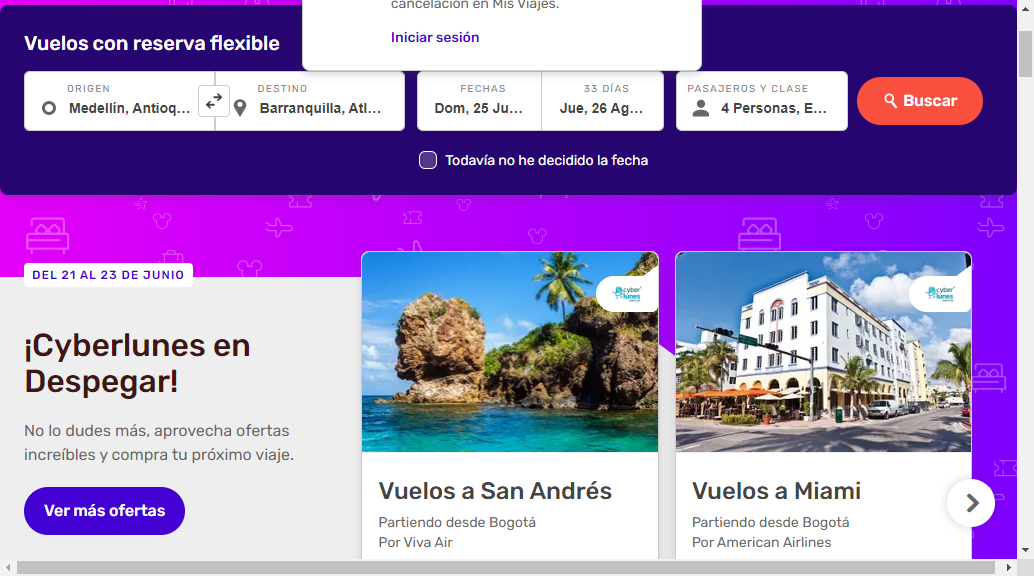 cancelación en Mis Viajes.
Iniciar sesión
Vuelos con reserva flexible
ORIGEN
Medellín, Antioq...
DESTINO
Barranquilla, Atl...
FECHAS
Dom, 25 Ju...
33 DÍAS
Jue, 26 Ag...
PASAJEROS Y CLASE
4 Personas, E...
Buscar
Todavía no he decidido la fecha
DEL 21 AL 23 DE JUNIO
¡Cyberlunes en
Despegar!
No lo dudes más, aprovecha ofertas
increíbles y compra tu próximo viaje.
Ver más ofertas
cyber
lunes
Vuelos a San Andrés
Partiendo desde Bogotá
Por Viva Air
cyber
lunes
Vuelos a Miami
Partiendo desde Bogotá
Por American Airlines